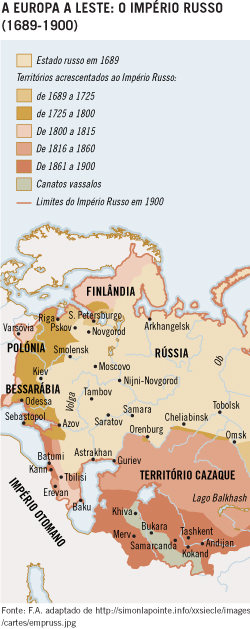 A EUROPA A LESTE: O IMPÉRIO RUSSO
(1689-1900)
Estado russo em 1689
Territórios acrescentados ao Império Russo:
de 1689 a 1725
de 1725 a 1800
De 1800 a 1815
De 1816 a 1860
De 1861 a 1900
Canatos vassalos
Limites do Império Russo em 1900
FINLÂNDIA
Riga
S. Petersburgo
Arkhangelsk
Varsóvia
Pskov
Novgorod
POLÓNIA
Smolensk
RÚSSIA
Ob
Kiev
Moscovo
BESSARÁBIA
Nijni-Novgorod
Odessa
Volga
Tambov
Tobolsk
Sebastopol
Samara
Cheliabinsk
Azov
Saratov
Orenburg
Omsk
Batumi
Astrakhan
Guriev
Kann
Tbilisi
TERRITÓRIO CAZAQUE
IMPÉRIO OTOMANO
Erevan
Lago Balkhash
Baku
Khiva
Bukara
Tashkent
Merv
Samarcanda
Andijan
Kokand
Fonte: F.A. adaptado de http://simonlapointe.info/xxsiecle/images
/cartes/empruss.jpg